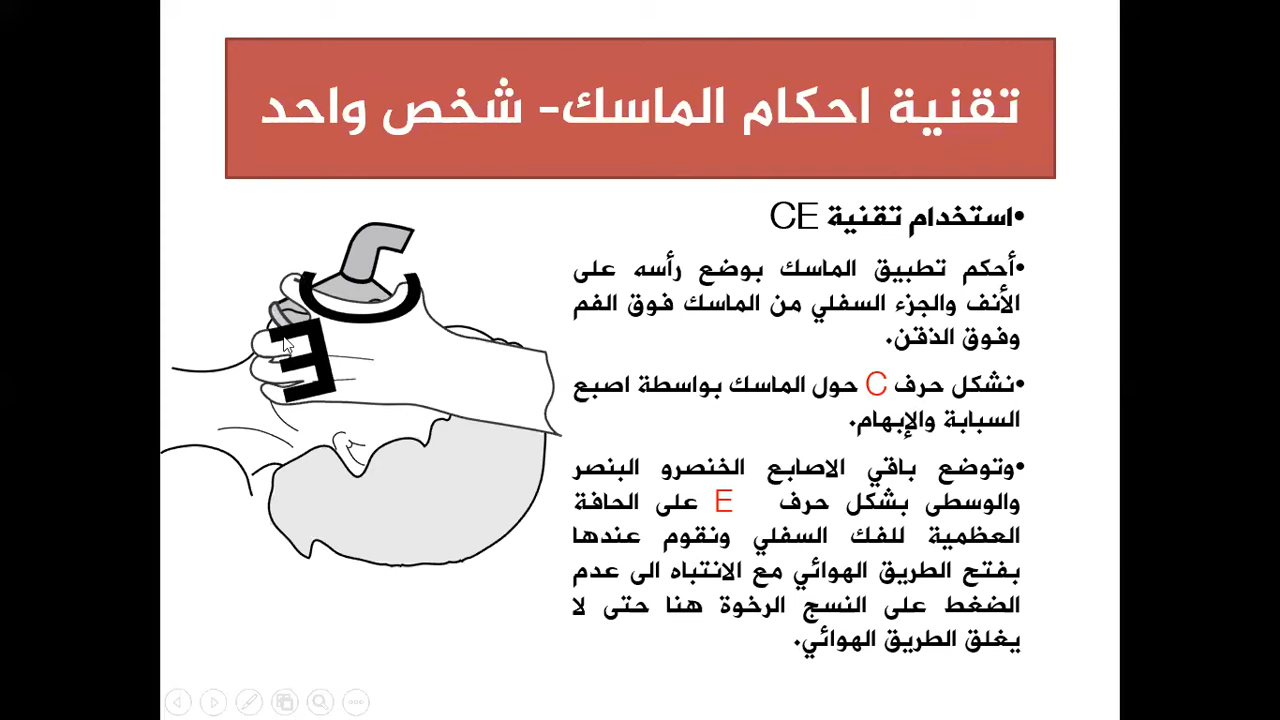 تقنية احكام الماسك- شخص واحد
•استخدام تقنية CE
•أحكم تطبيق الماسك بوضع رأسه على
الأنف والجزء السفلي من الماسك فوق الفم
وفوق الذقن.
•نشكل حرف C حول الماسك بواسطة اصبع
السبابة والإبهام.
•وتوضع باقي الاصابع الخنصرو البنصر
والوسطى بشكل حرف E على الحافة
العظمية للفك السفلي ونقوم عندها
بفتح الطريق الهوائي مع الانتباه الى عدم
الضغط على النسج الرخوة هنا حتى لا
يغلق الطريق الهوائي.
C
E